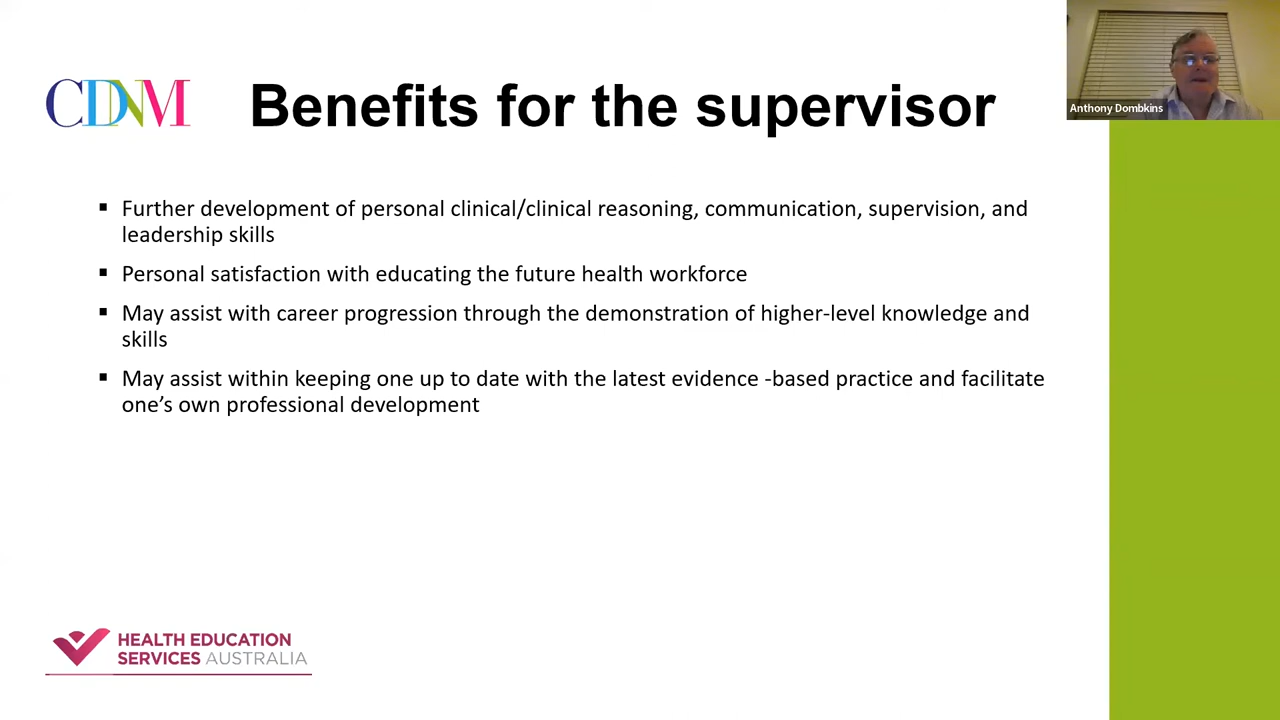 CDNM
Benefits for the supervisor
Anthony Dombkins
▪ Further development of personal clinical/clinical reasoning, communication, supervision, and
leadership skills
▪ Personal satisfaction with educating the future health workforce
▪ May assist with career progression through the demonstration of higher-level knowledge and
skills
▪ May assist within keeping one up to date with the latest evidence -based practice and facilitate
one’s own professional development
HEALTH EDUCATION
SERVICES AUSTRALIA